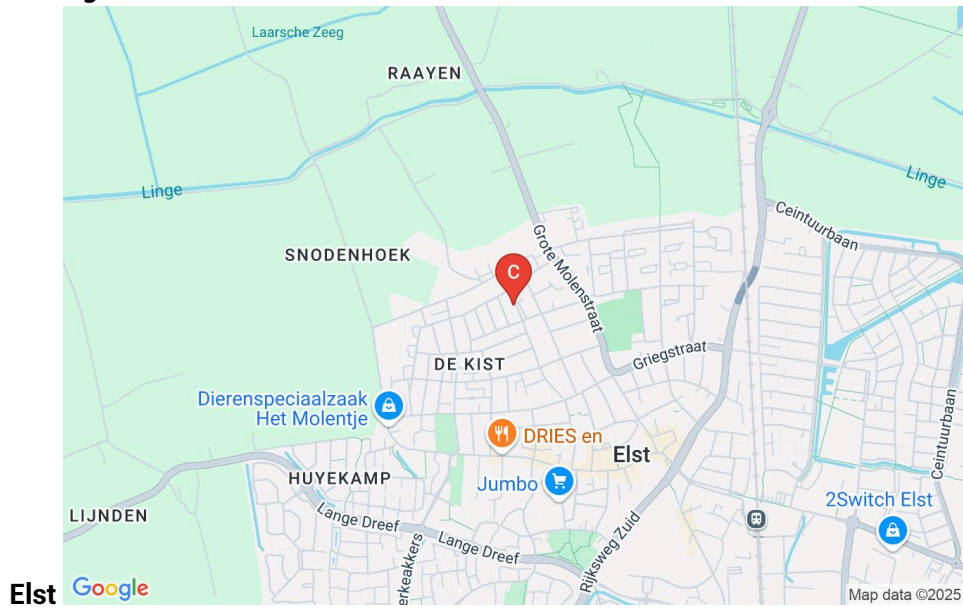 Laarsche Zeeg
RAAYEN
Linge
Linge
Ceintuurbaan
SNODENHOEK
Grote Molenstraat
C
Griegstraat
DE KIST
Dierenspeciaalzaak
Het Molentje
Ceintuurbaan
DRIES en
Elst
HUYEKAMP
Jumbo
2Switch Elst
LIJNDEN
Lange Dreef
Lange Dreef
Rijksweg Zuid
erkeakkers
Elst
Google
Map data ©2025